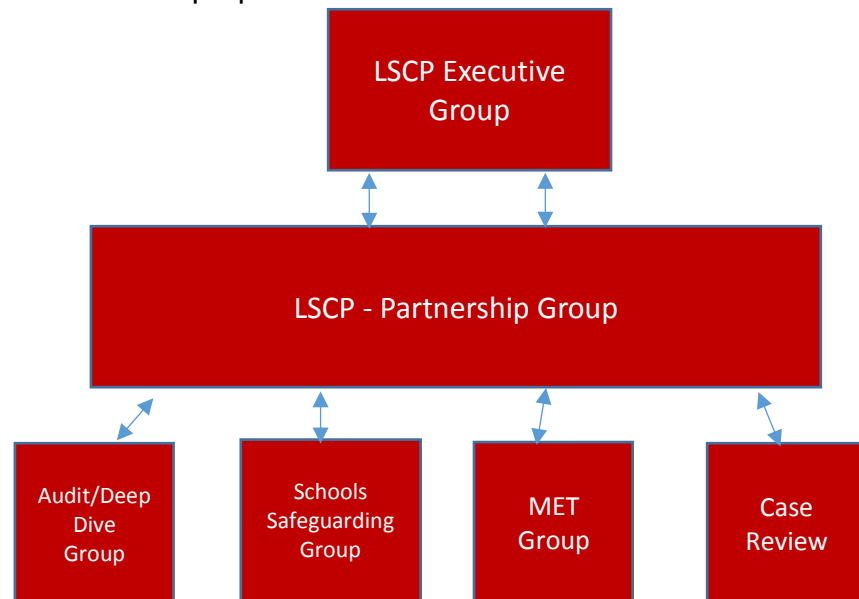 LSCP Executive
Group
LSCP - Partnership Group
Audit/Deep
Dive
Group
Schools
Safeguarding
Group
MET
Group
Case
Review